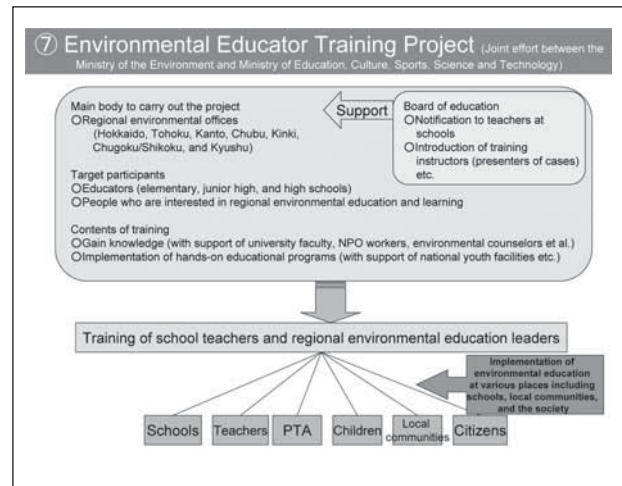 ⑦ Environmental Educator Training Project (Joint effort between the
Ministry of the Environment and Ministry of Education, Culture, Sports, Science and Technology)
Main body to carry out the project
○Regional environmental offices
(Hokkaido, Tohoku, Kanto, Chubu, Kinki,
Chugoku/Shikoku, and Kyushu)
Support
Board of education
○Notification to teachers at
schools
○Introduction of training
instructors (presenters of cases)
etc.
Target participants
○Educators (elementary, junior high, and high schools)
○People who are interested in regional environmental education and learning
Contents of training
○Gain knowledge (with support of university faculty, NPO workers, environmental counselors et al.)
○Implementation of hands-on educational programs (with support of national youth facilities etc.)
Training of school teachers and regional environmental education leaders
Implementation of
environmental education
at various places including
schools, local communities,
and the society
Schools
Teachers
PTA
Children
Local
communities
Citizens